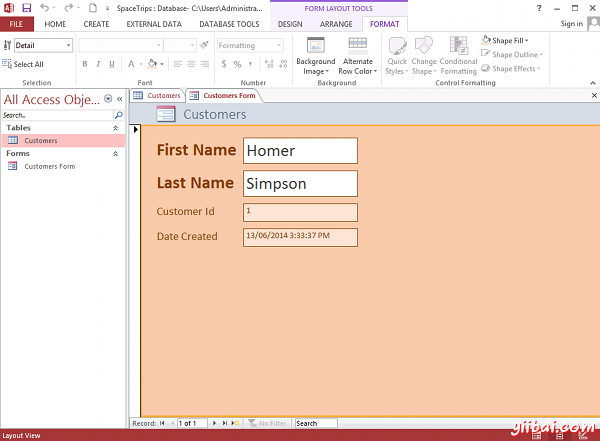 SpaceTrips : Database- C:\Users\Administra...
FORM LAYOUT TOOLS
?
Sign in
FILE HOME CREATE EXTERNAL DATA DATABASE TOOLS DESIGN ARRANGE FORMAT
Detail
Select All
Selection
B I U A
Font
Formatting
$ % ,
Number
Background Image
Alternate Row Color
Background
Quick Styles
Change Shape
Conditional Formatting
Shape Fill
Shape Outline
Shape Effects
Control Formatting
All Access Obje...
Search...
Tables
Customers
Forms
Customers Form
Customers
Customers Form
Customers
First Name Homer
Last Name Simpson
Customer Id 1
Date Created 13/06/2014 3:33:37 PM
Record: 1 of 1 No Filter Search
Layout View
yiibai.com